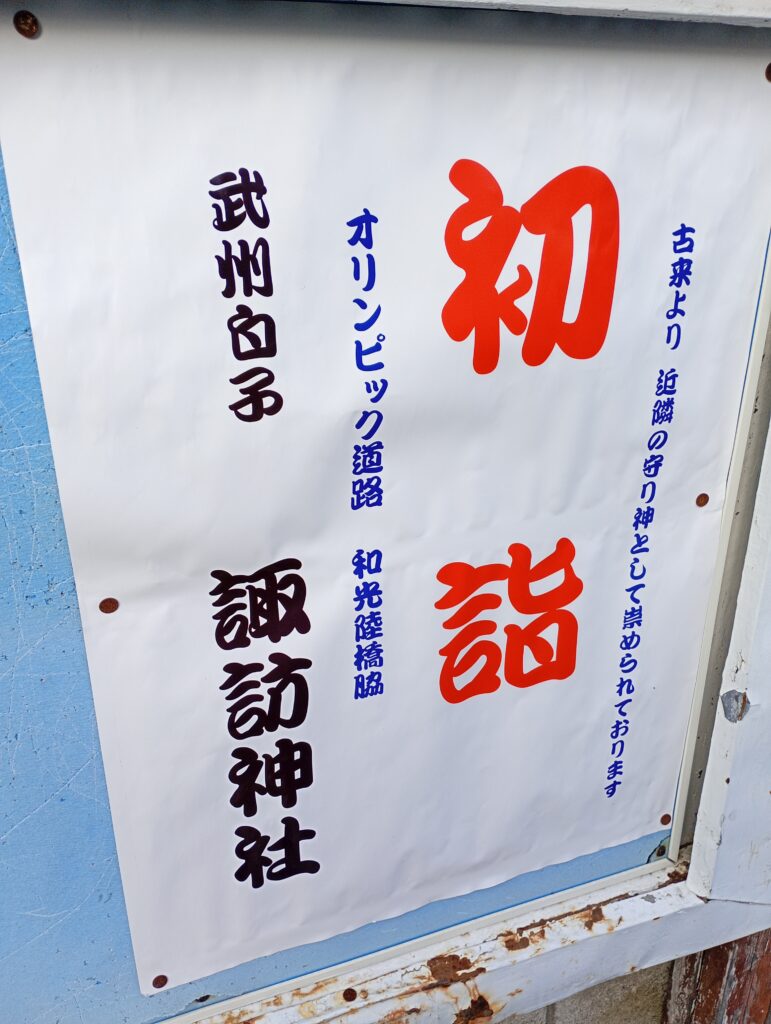 古来より 近隣の守り神として崇められております
初詣
オリンピック道路 和光陸橋脇
武州白子 諏訪神社